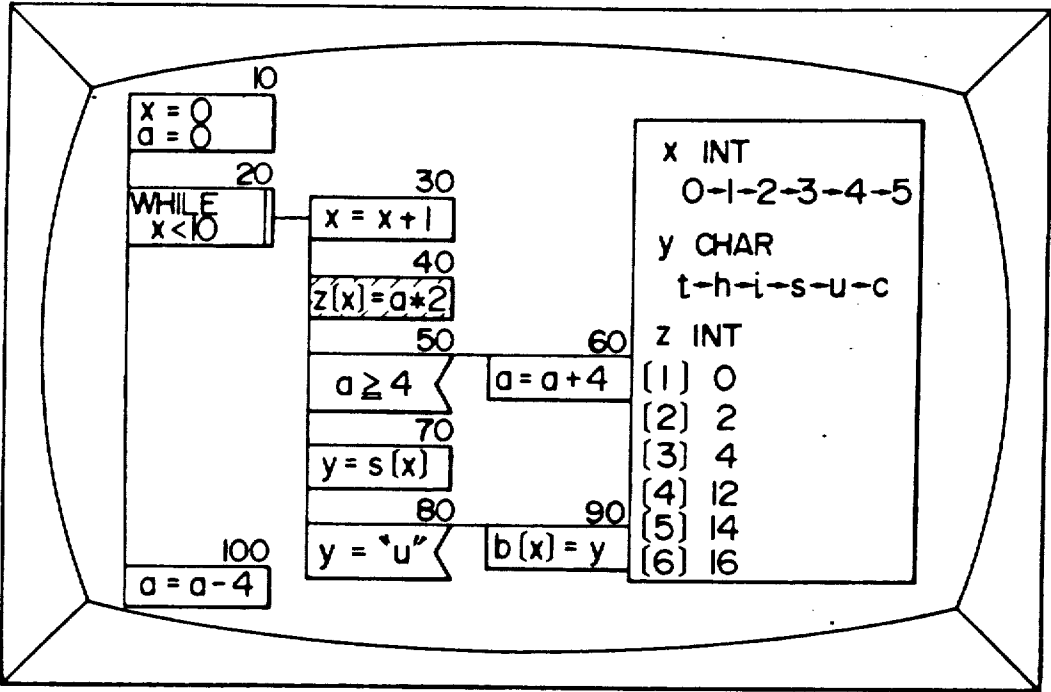 10
x = 0
a = 0
20
WHILE
x<10
30
x = x + 1
40
z[x]=a*2
50
a ≧ 4
60
a = a + 4
70
y = s[x]
80
y = "u"
90
b[x] = y
100
a = a - 4
x INT
0→1→2→3→4→5
y CHAR
t→h→i→s→u→c
z INT
[1] 0
[2] 2
[3] 4
[4] 12
[5] 14
[6] 16